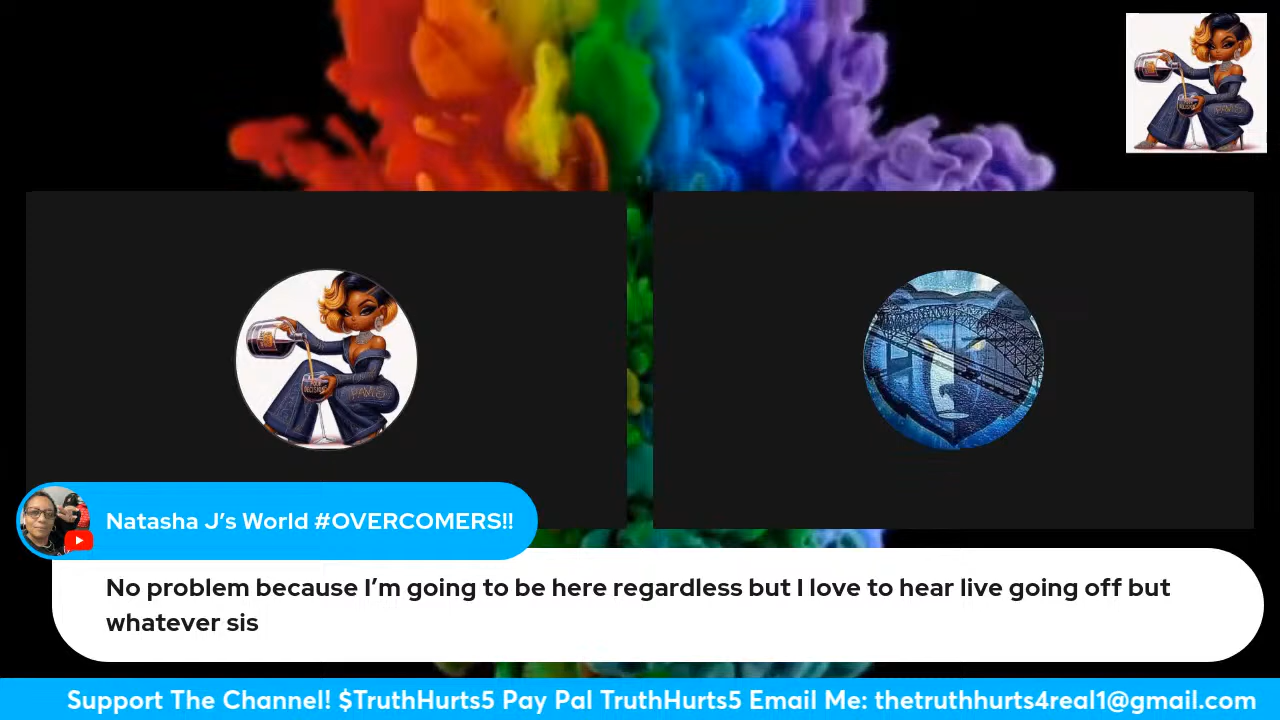 Natasha J’s World #OVERCOMERS!!
No problem because I’m going to be here regardless but I love to hear live going off but
whatever sis
Support The Channel! $TruthHurts5 Pay Pal TruthHurts5 Email Me: thetruthhurts4real1@gmail.com